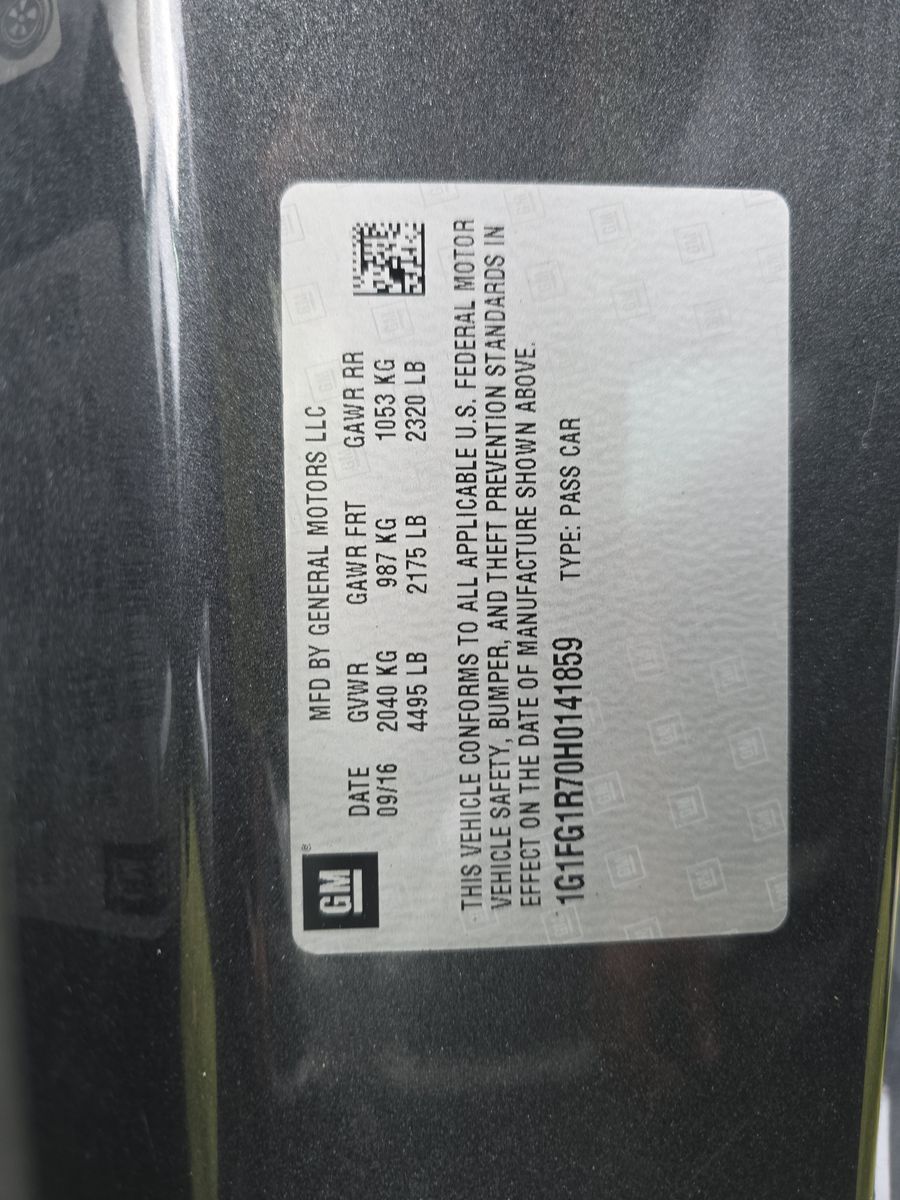 GM®
MFD BY GENERAL MOTORS LLC
DATE GVWR GAWR FRT GAWR RR
09/16 2040 KG 987 KG 1053 KG
4495 LB 2175 LB 2320 LB
THIS VEHICLE CONFORMS TO ALL APPLICABLE U.S. FEDERAL MOTOR
VEHICLE SAFETY, BUMPER, AND THEFT PREVENTION STANDARDS IN
EFFECT ON THE DATE OF MANUFACTURE SHOWN ABOVE.
1G1FG1R70H0141859 TYPE: PASS CAR